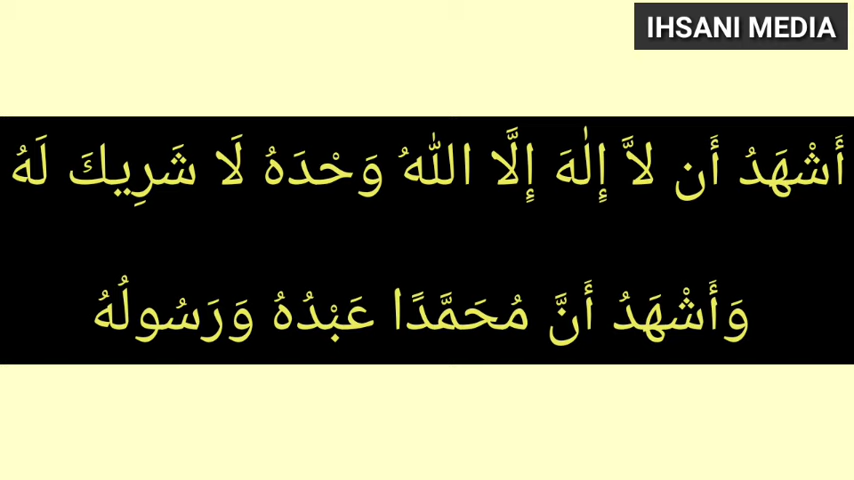 IHSANI MEDIA
أَشْهَدُ أَن لاَّ إِلٰهَ إِلَّا اللّٰهُ وَحْدَهُ لَا شَرِيكَ لَهُ
وَأَشْهَدُ أَنَّ مُحَمَّدًا عَبْدُهُ وَرَسُولُهُ